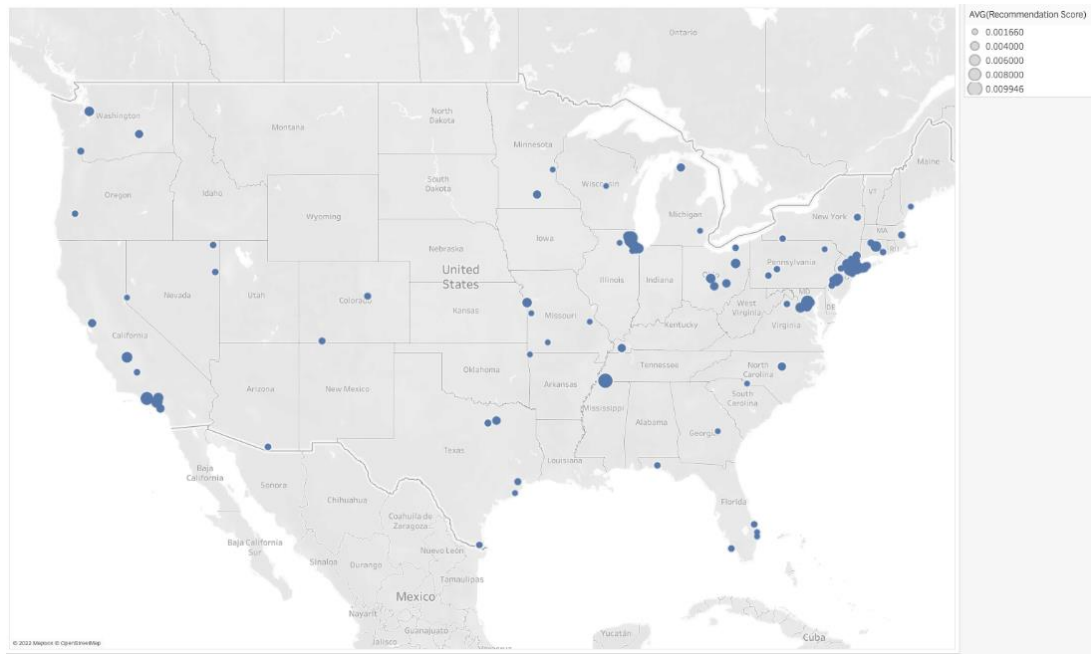 AVG(Recommendation Score)
0.001660
0.004000
0.006000
0.008000
0.009946
Ontario
Washington
Montana
North
Dakota
Minnesota
Maine
Oregon
Idaho
South
Dakota
Wisconsin
Michigan
VT
New York
MA
RI
Wyoming
Iowa
Nebraska
Pennsylvania
Nevada
Utah
Colorado
United
States
Kansas
Missouri
Illinois
Indiana
Ohio
West
Virginia
MD
DE
Virginia
Kentucky
California
Arizona
New Mexico
Oklahoma
Arkansas
Tennessee
North
Carolina
South
Carolina
Mississippi
Alabama
Georgia
Texas
Louisiana
Florida
Baja
California
Sonora
Chihuahua
Coahuila de
Zaragoza
Baja California
Sur
Sinaloa
Durango
Nuevo León
Tamaulipas
Mexico
Nayarit
Guanajuato
Jalisco
Yucatán
Cuba
© 2022 Mapbox © OpenStreetMap